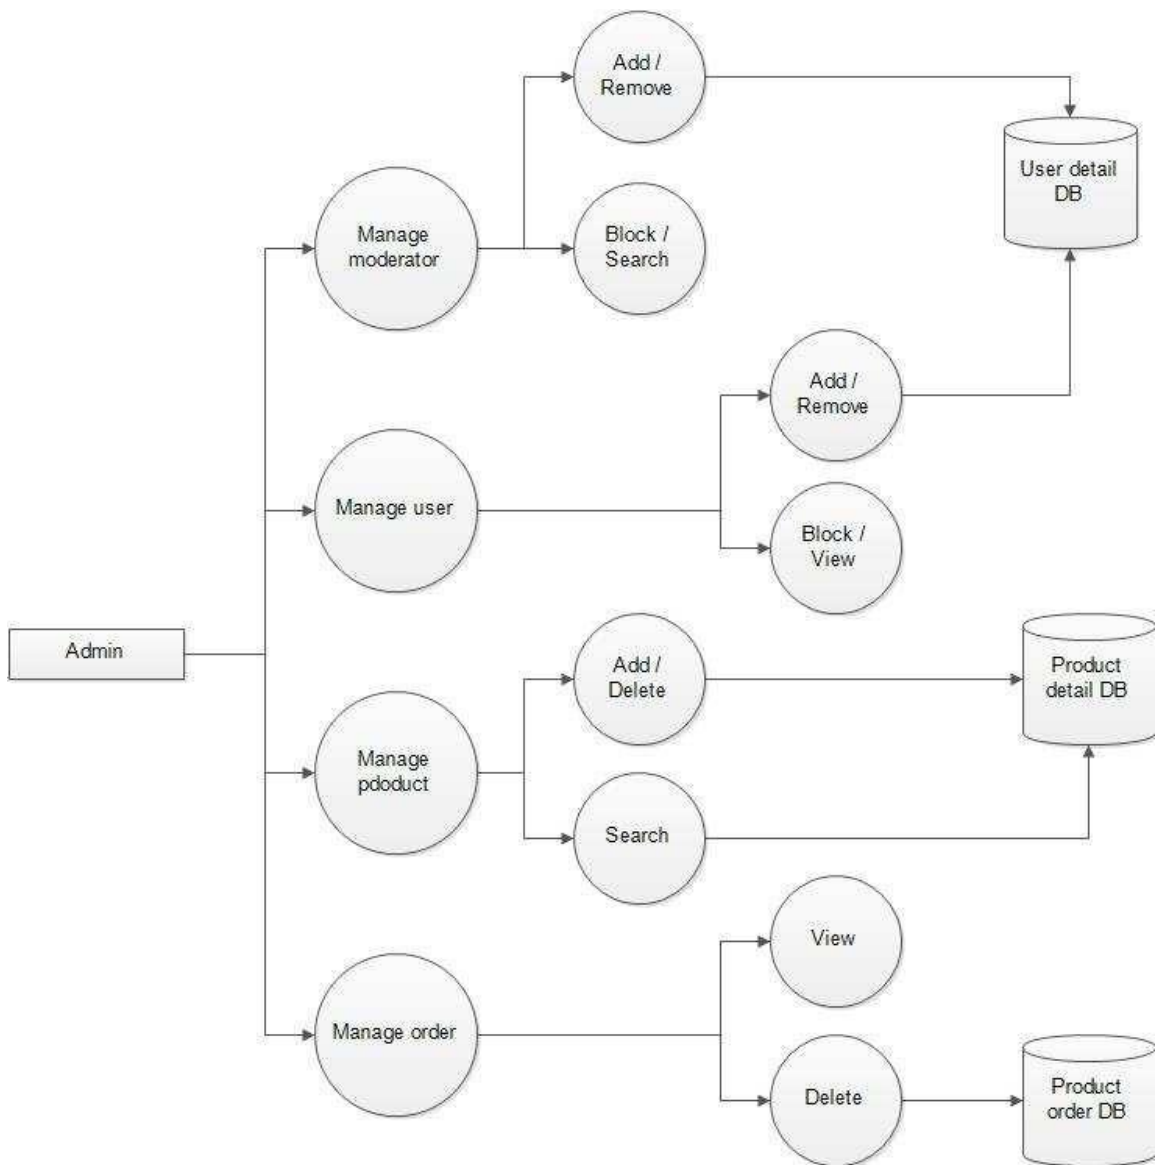 Add /
Remove
User detail
DB
Manage
moderator
Block /
Search
Add /
Remove
Manage user
Block /
View
Admin
Add /
Delete
Product
detail DB
Manage
pdoduct
Search
View
Manage order
Delete
Product
order DB